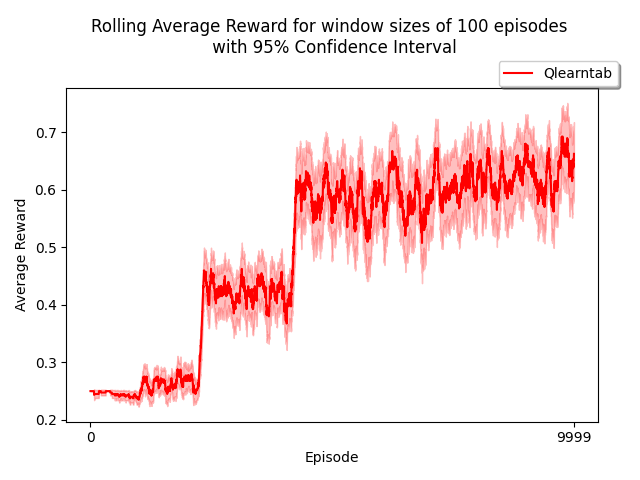 Rolling Average Reward for window sizes of 100 episodes
with 95% Confidence Interval
Qlearntab
0.7
0.6
0.5
0.4
0.3
0.2
Average Reward
0
9999
Episode